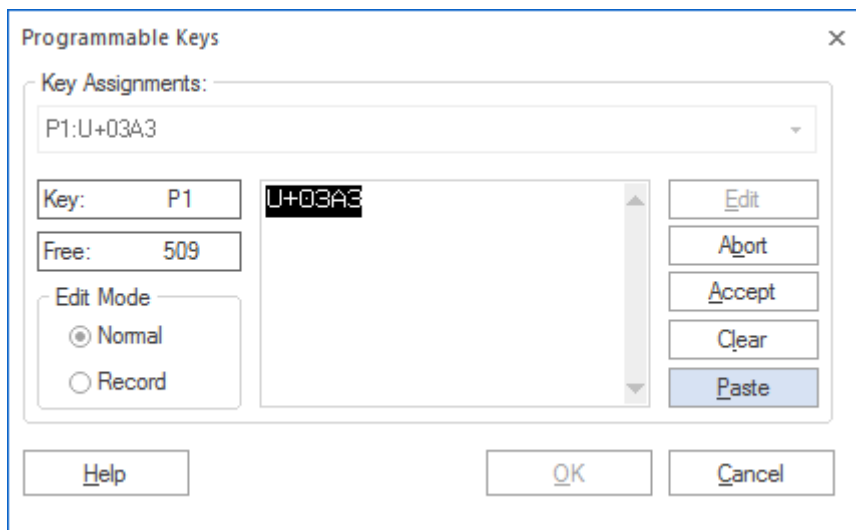 Programmable Keys
Key Assignments:
P1:U+03A3
Key: P1
U+03A3
Edit
Free: 509
Abort
Edit Mode
Accept
Normal
Clear
Record
Paste
Help
OK
Cancel